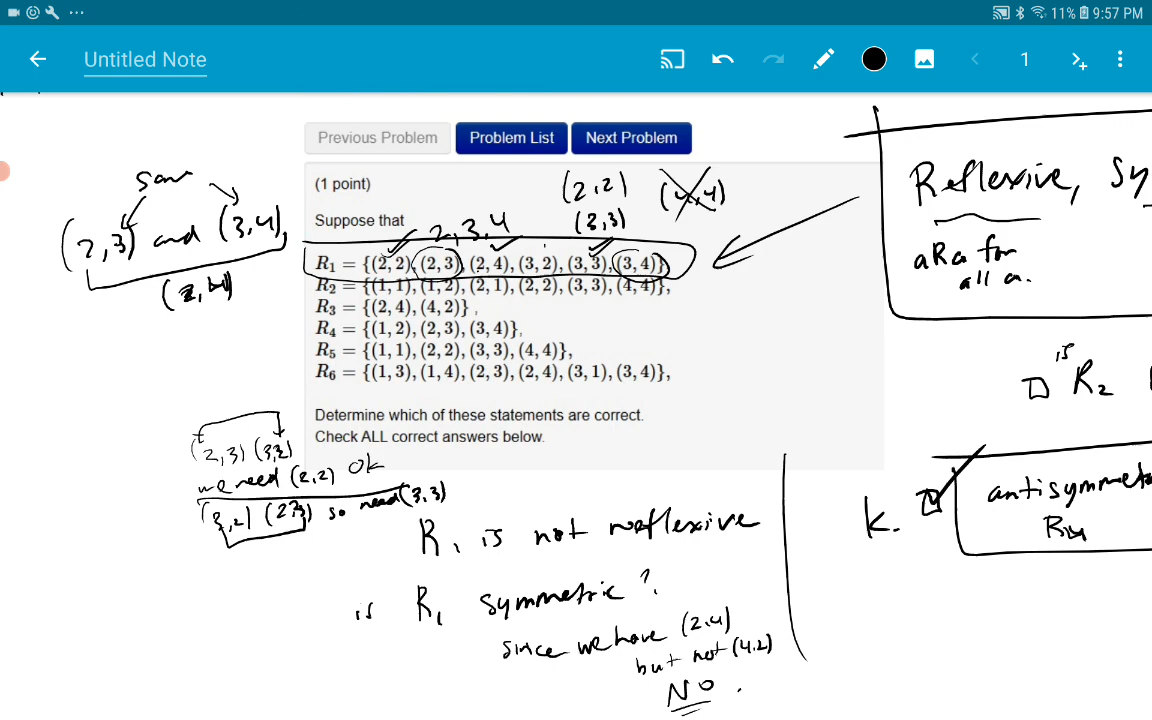 11% 9:57 PM
Untitled Note
1
Previous Problem Problem List Next Problem
(1 point)
Suppose that
R₁ = {(2, 2), (2, 3), (2, 4), (3, 2), (3, 3), (3, 4)},
R₂ = {(1, 1), (1, 2), (2, 1), (2, 2), (3, 3), (4, 4)},
R₃ = {(2, 4), (4, 2)} ,
R₄ = {(1, 2), (2, 3), (3, 4)},
R₅ = {(1, 1), (2, 2), (3, 3), (4, 4)},
R₆ = {(1, 3), (1, 4), (2, 3), (2, 4), (3, 1), (3, 4)},
Determine which of these statements are correct.
Check ALL correct answers below.
(2,2) (4,4)
2,3,4
(2,3) and (3,4)
(2,4)
(2,3) (3,2)
we need (2,2) ok
(3,2) (2,3) so need (3,3)
R₁ is not reflexive
is R₁ symmetric?
since we have (2,4)
but not (4,2)
NO.
Reflexive, Sy
aRa for
all a.
is
R₂
K.
antisymmet